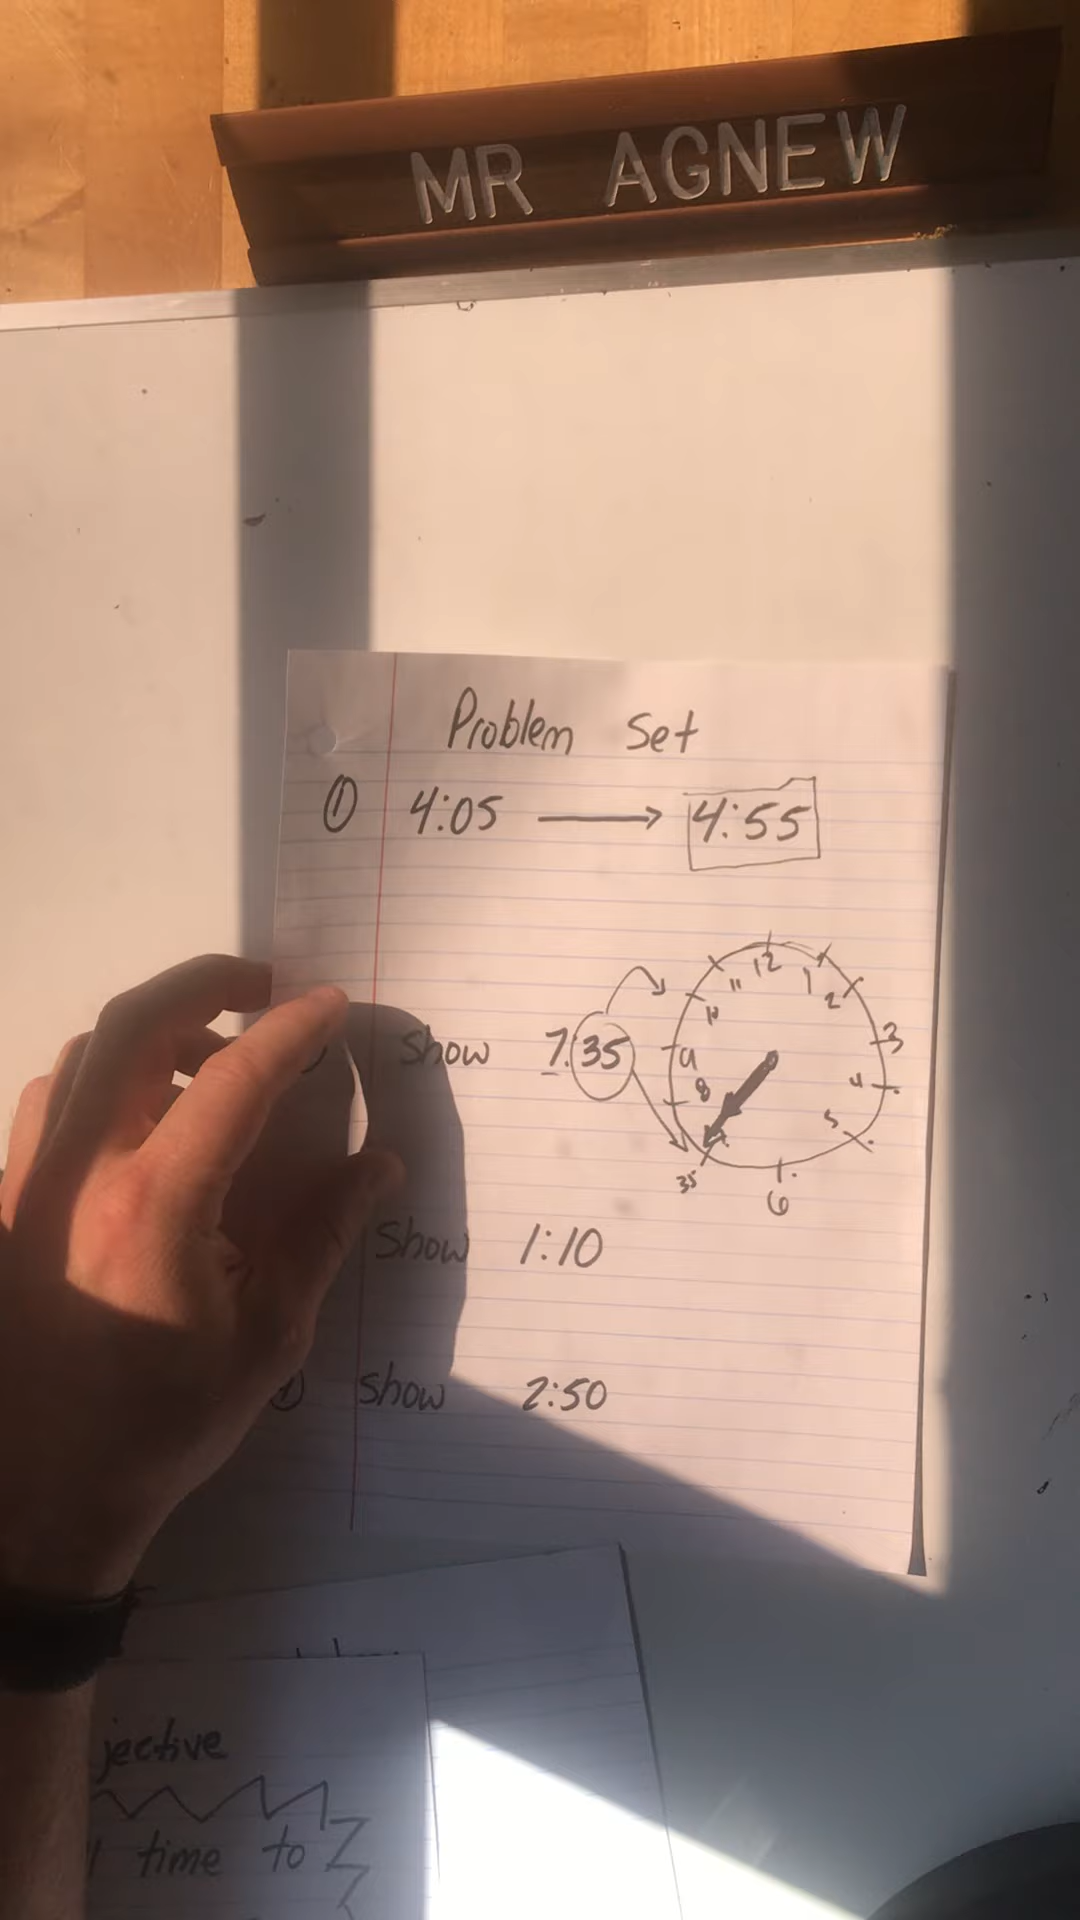 MR AGNEW
Problem Set
① 4:05 → 4:55
show 7:35
12
1
2
3
4
5
6
35
8
9
10
11
show 1:10
show 2:50
jective
time to